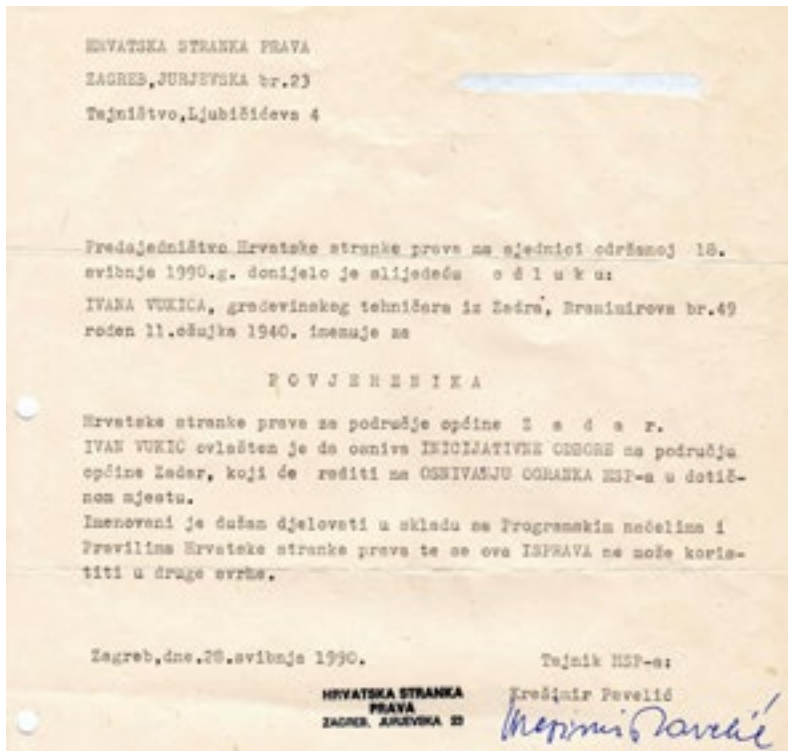 HRVATSKA STRANKA PRAVA
ZAGREB,JURJEVSKA br.23
Tajništvo,Ljubičićeva 4
Predsjedništvo Hrvatske stranke prava na sjednici održanoj 18.
svibnja 1990.g. donijelo je slijedeću o d l u k u:
IVANA VUKIĆA, građevinskog tehničara iz Zadra, Branimirova br.49
rođen 11.ožujka 1940. imenuje za
P O V J E R E N I K A
Hrvatske stranke prava za područje općine Z a d a r.
IVAN VUKIĆ ovlašten je da osniva INICIJATIVNE ODBORE na području
općine Zadar, koji će raditi na OSNIVANJU OGRANKA HSP-a u dotič-
nom mjestu.
Imenovani je dužan djelovati u skladu sa Programskim načelima i
Pravilima Hrvatske stranke prava te se ova ISPRAVA ne može koris-
titi u druge svrhe.
Zagreb,dne.28.svibnja 1990.
Tajnik HSP-a:
Krešimir Pavelić
HRVATSKA STRANKA
PRAVA
ZAGREB, JURJEVSKA 23
Krešimir Pavelić